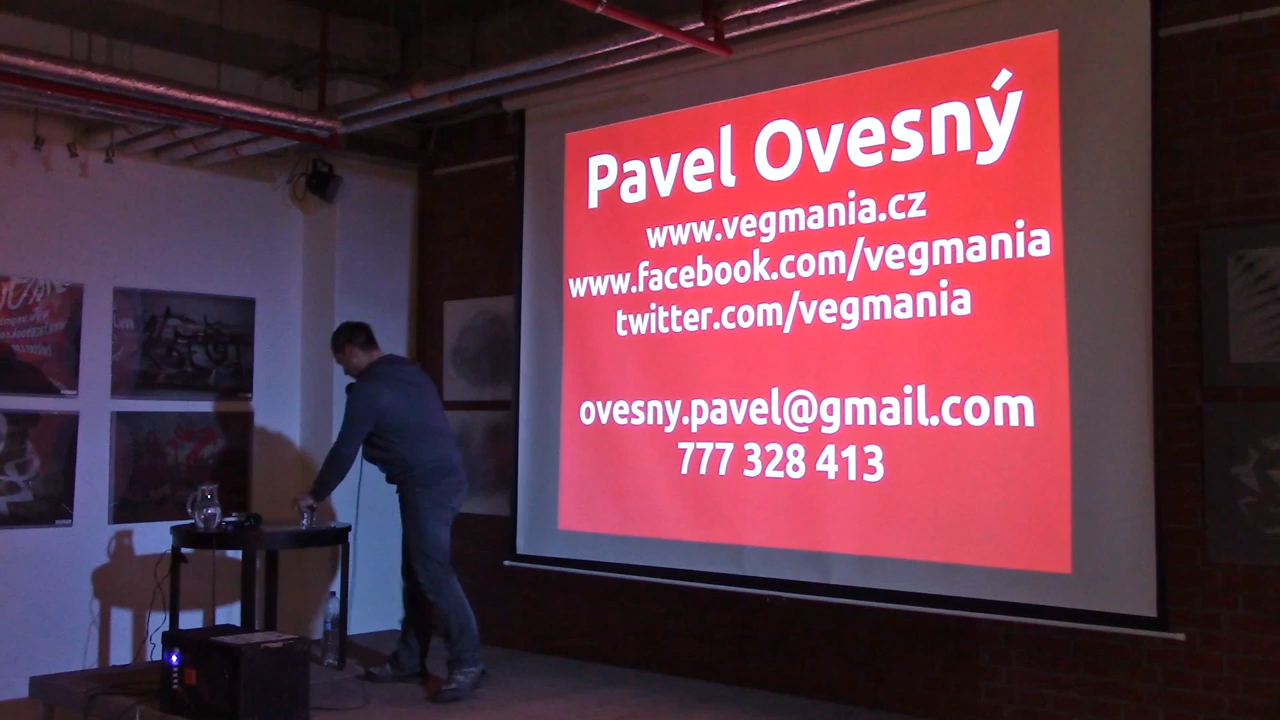 Pavel Ovesný
www.vegmania.cz
www.facebook.com/vegmania
twitter.com/vegmania
ovesny.pavel@gmail.com
777 328 413